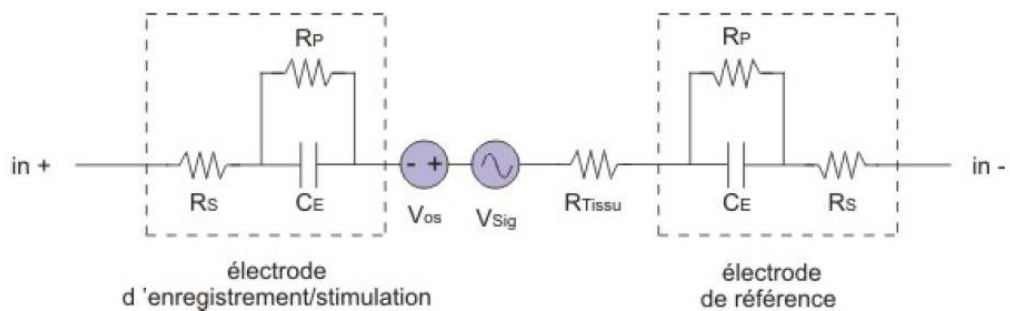 RP
RP
in +
in -
RS
CE
- +
Vos
VSig
RTissu
CE
RS
électrode
d 'enregistrement/stimulation
électrode
de référence